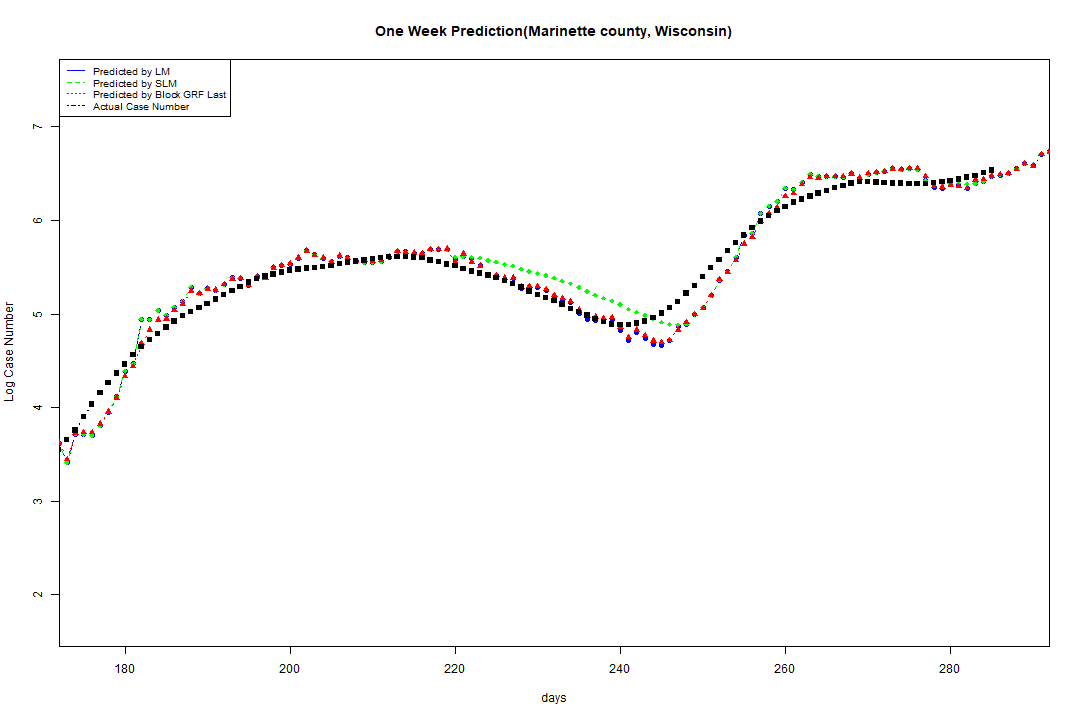 One Week Prediction(Marinette county, Wisconsin)
Predicted by LM
Predicted by SLM
Predicted by Block GRF Last
Actual Case Number
7
6
5
4
3
2
Log Case Number
180 200 220 240 260 280
days